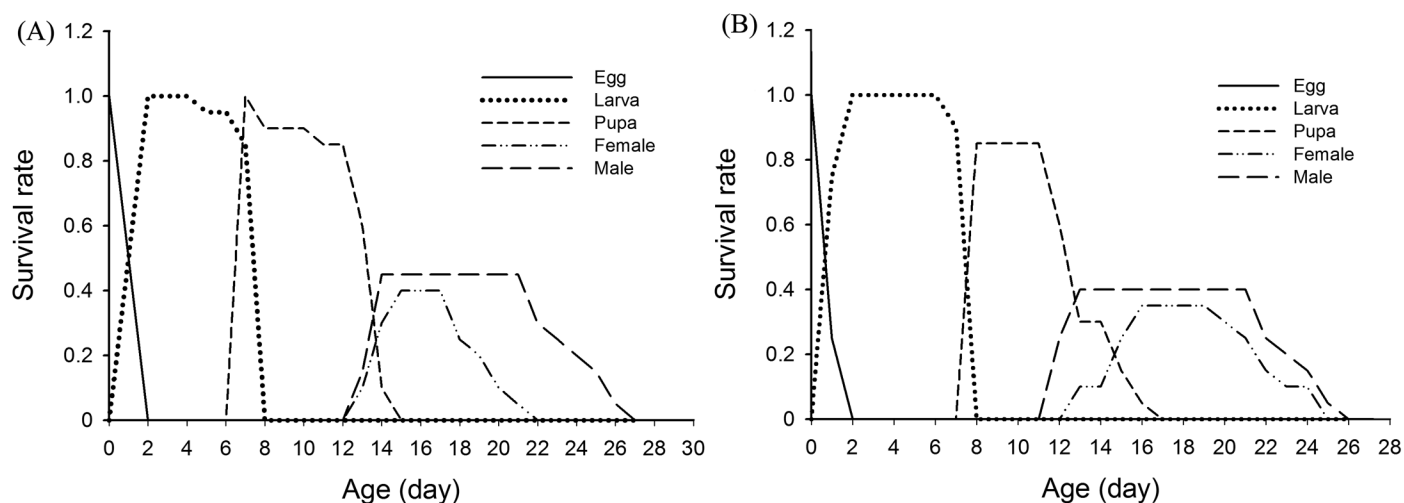 (A)
1.2
1.0
0.8
0.6
0.4
0.2
0
Survival rate
Egg
Larva
Pupa
Female
Male
0 2 4 6 8 10 12 14 16 18 20 22 24 26 28 30
Age (day)
(B)
1.2
1.0
0.8
0.6
0.4
0.2
0
Survival rate
Egg
Larva
Pupa
Female
Male
0 2 4 6 8 10 12 14 16 18 20 22 24 26 28
Age (day)